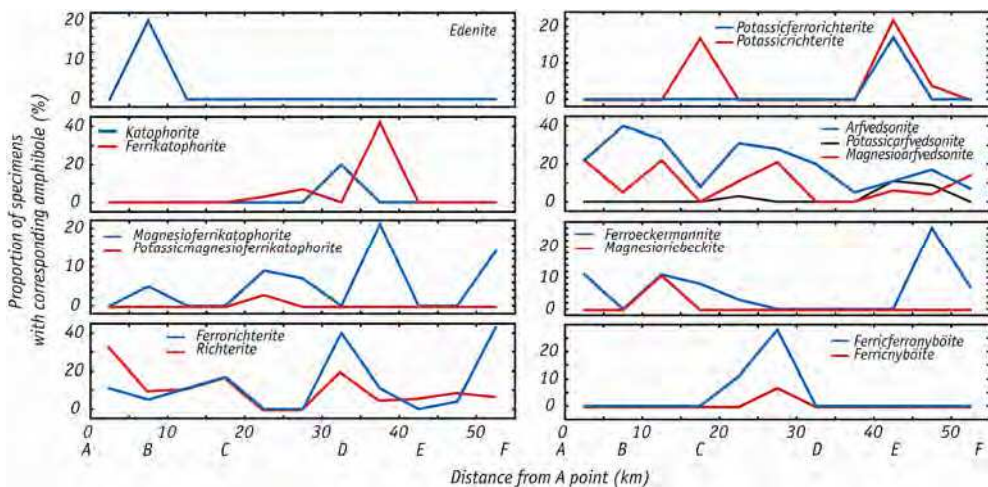 Proportion of specimens
with corresponding amphibole (%)
20
10
0
Edenite
40
20
0
Katophorite
Ferrikatophorite
20
10
0
Magnesioferrikatophorite
Potassicmagnesioferrikatophorite
40
20
0
Ferrorichterite
Richterite
0 10 20 30 40 50
A B C D E F
20
10
0
Potassicferrorichterite
Potassicrichterite
40
20
0
Arfvedsonite
Potassicarfvedsonite
Magnesioarfvedsonite
20
10
0
Ferroeckermannite
Magnesioriebeckite
20
10
0
Ferricferronyböite
Ferricnyböite
0 10 20 30 40 50
A B C D E F
Distance from A point (km)